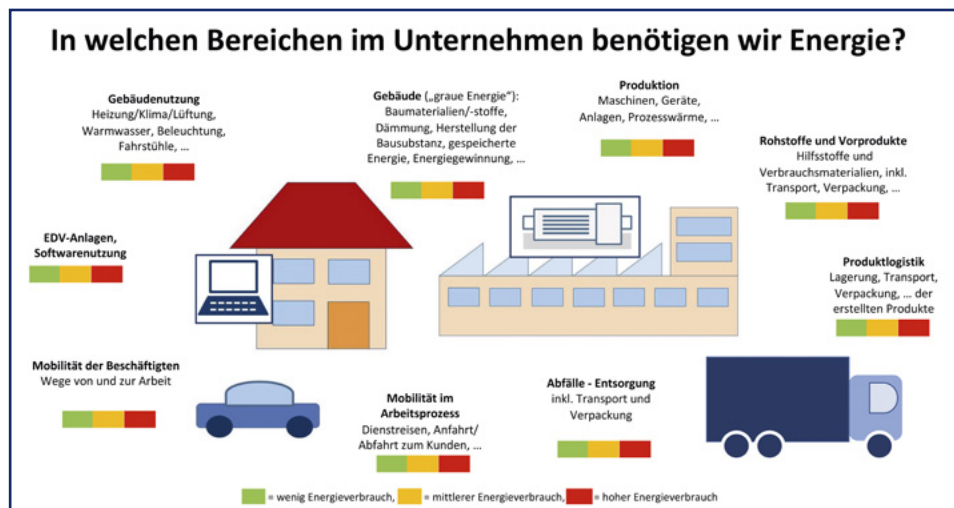 In welchen Bereichen im Unternehmen benötigen wir Energie?
Gebäudenutzung
Heizung/Klima/Lüftung,
Warmwasser, Beleuchtung,
Fahrstühle, ...
Gebäude („graue Energie“):
Baumaterialien/-stoffe,
Dämmung, Herstellung der
Bausubstanz, gespeicherte
Energie, Energiegewinnung, ...
Produktion
Maschinen, Geräte,
Anlagen, Prozesswärme, ...
Rohstoffe und Vorprodukte
Hilfsstoffe und
Verbrauchsmaterialien, inkl.
Transport, Verpackung, ...
EDV-Anlagen,
Softwarenutzung
Produktlogistik
Lagerung, Transport,
Verpackung, ... der
erstellten Produkte
Mobilität der Beschäftigten
Wege von und zur Arbeit
Mobilität im
Arbeitsprozess
Dienstreisen, Anfahrt/
Abfahrt zum Kunden, ...
Abfälle - Entsorgung
inkl. Transport und
Verpackung
= wenig Energieverbrauch, = mittlerer Energieverbrauch, = hoher Energieverbrauch